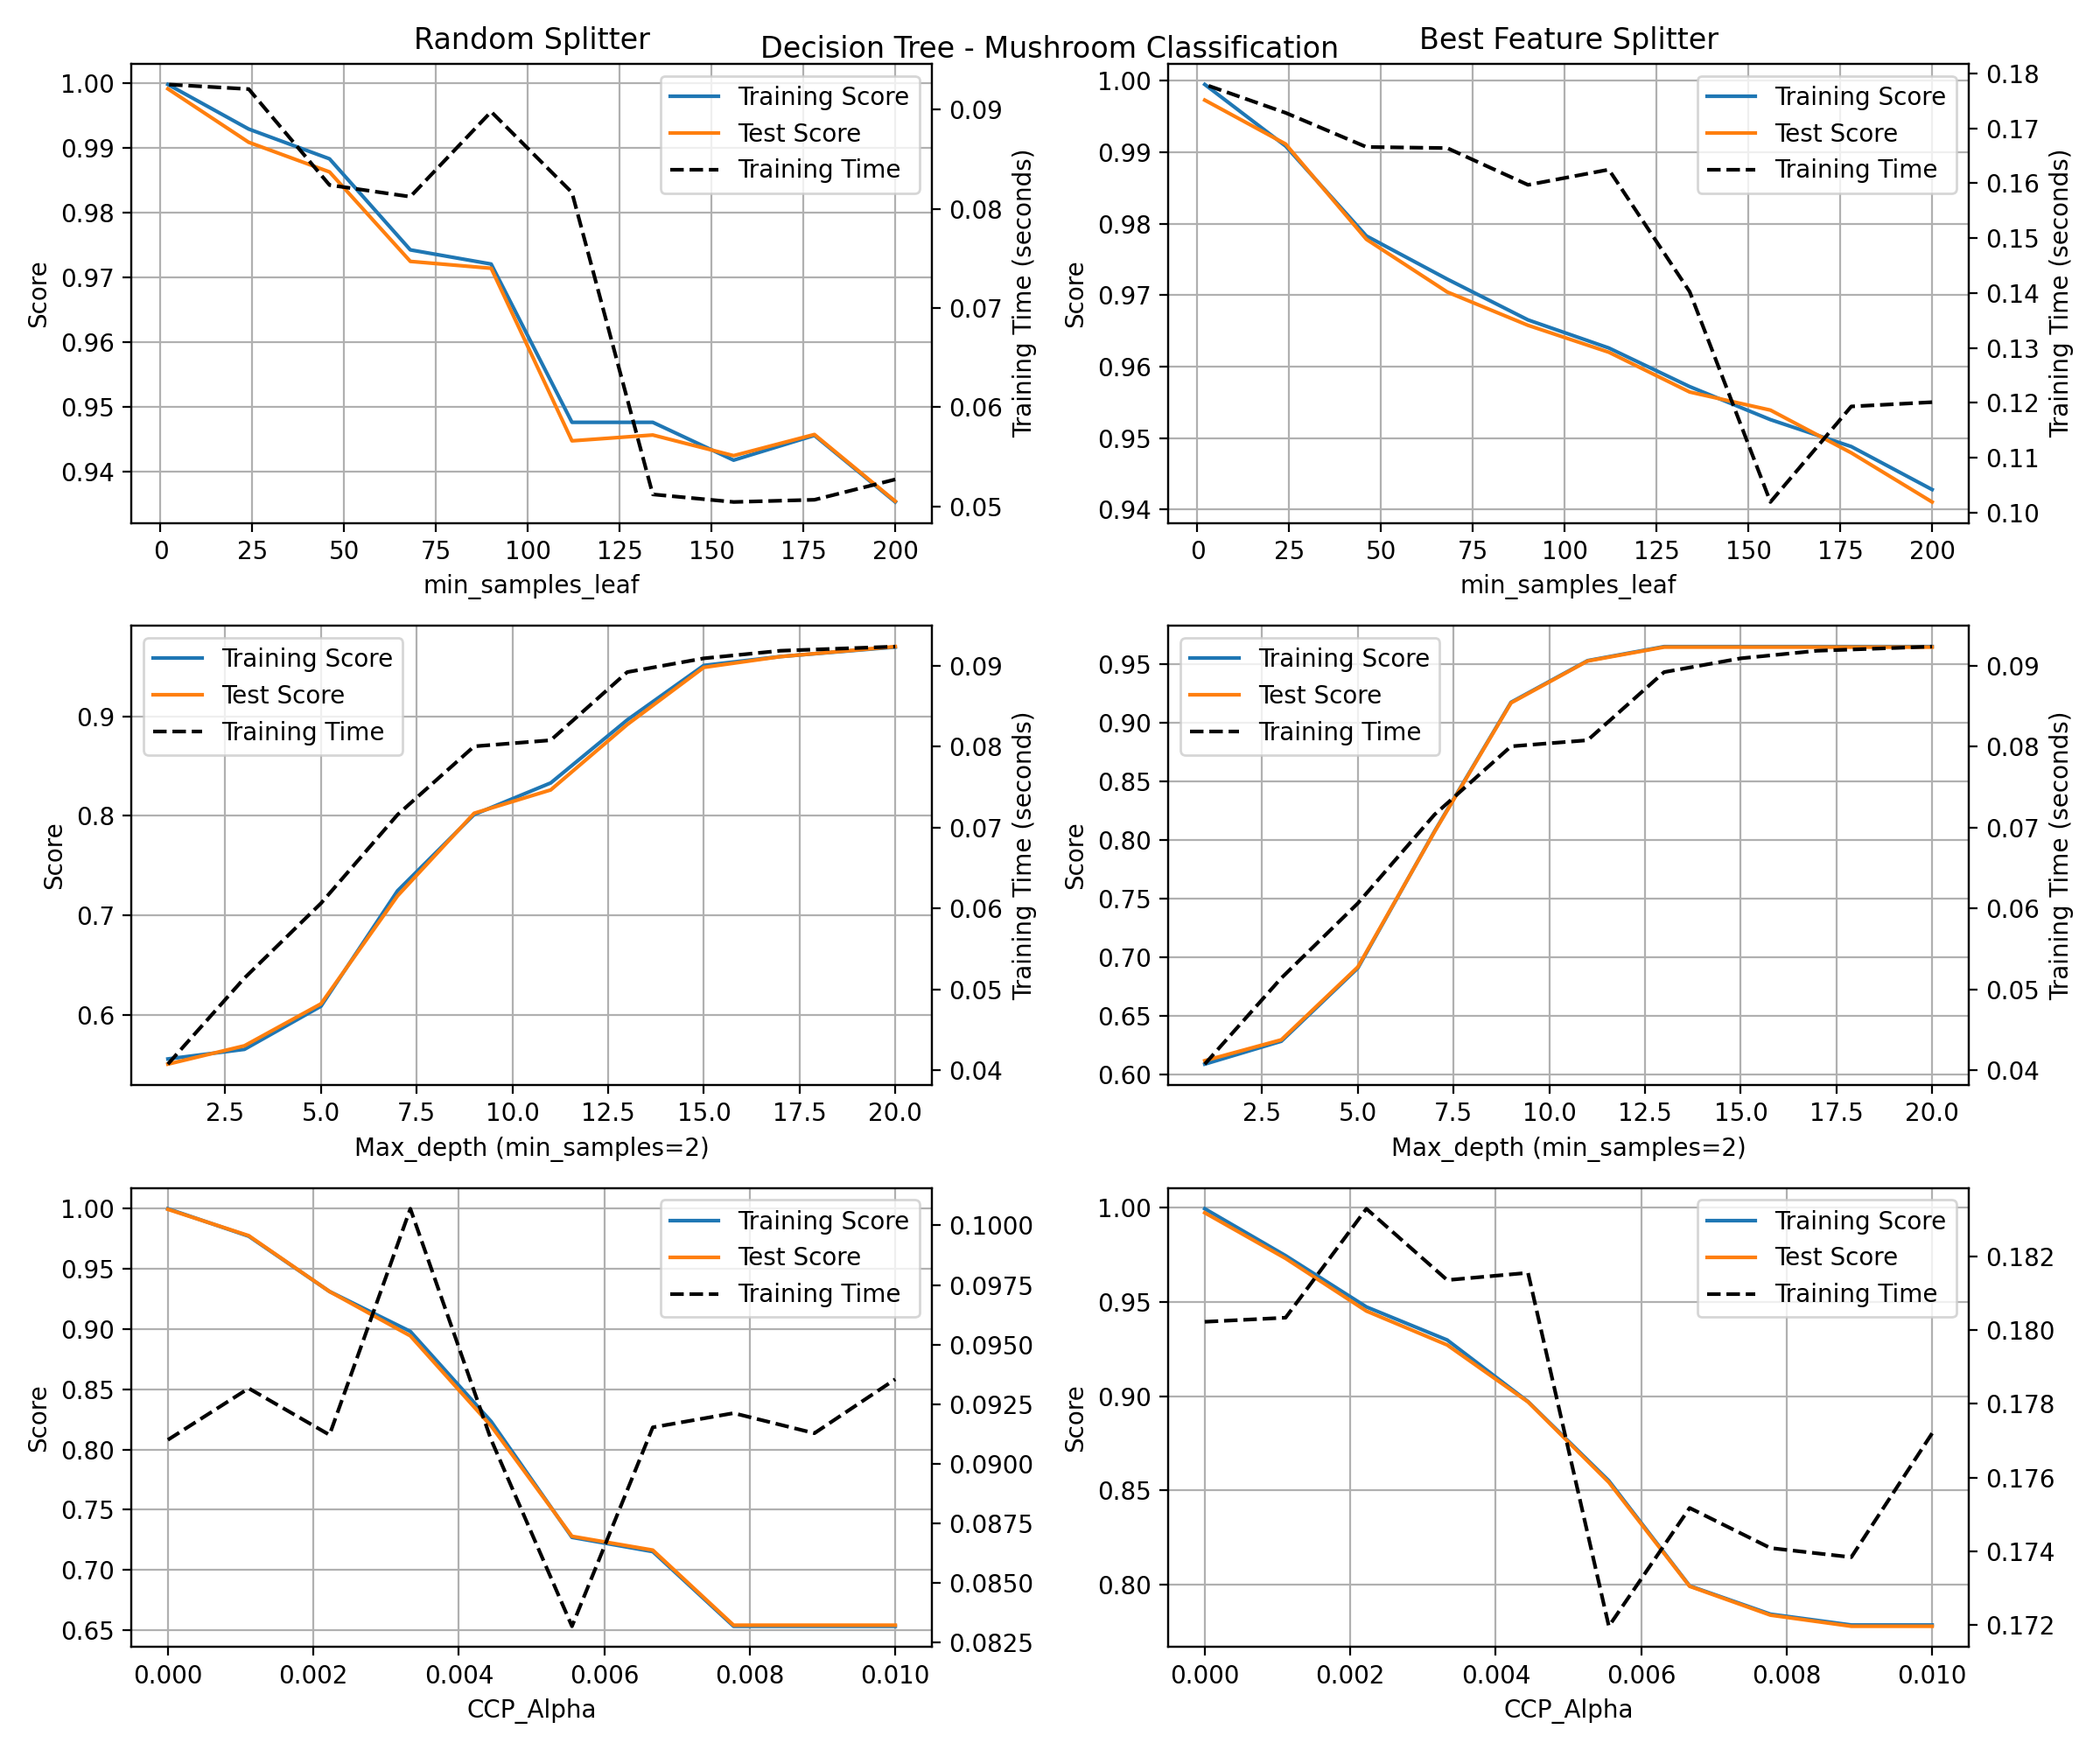 Decision Tree - Mushroom Classification
Random Splitter
1.00
0.99
0.98
0.97
0.96
0.95
0.94
Score
0.09
0.08
0.07
0.06
0.05
Training Time (seconds)
Training Score
Test Score
Training Time
0 25 50 75 100 125 150 175 200
min_samples_leaf
Best Feature Splitter
1.00
0.99
0.98
0.97
0.96
0.95
0.94
Score
0.18
0.17
0.16
0.15
0.14
0.13
0.12
0.11
0.10
Training Time (seconds)
Training Score
Test Score
Training Time
0 25 50 75 100 125 150 175 200
min_samples_leaf
0.9
0.8
0.7
0.6
Score
0.09
0.08
0.07
0.06
0.05
0.04
Training Time (seconds)
Training Score
Test Score
Training Time
2.5 5.0 7.5 10.0 12.5 15.0 17.5 20.0
Max_depth (min_samples=2)
0.95
0.90
0.85
0.80
0.75
0.70
0.65
0.60
Score
0.09
0.08
0.07
0.06
0.05
0.04
Training Time (seconds)
Training Score
Test Score
Training Time
2.5 5.0 7.5 10.0 12.5 15.0 17.5 20.0
Max_depth (min_samples=2)
1.00
0.95
0.90
0.85
0.80
0.75
0.70
0.65
Score
0.1000
0.0975
0.0950
0.0925
0.0900
0.0875
0.0850
0.0825
Training Score
Test Score
Training Time
0.000 0.002 0.004 0.006 0.008 0.010
CCP_Alpha
1.00
0.95
0.90
0.85
0.80
Score
0.182
0.180
0.178
0.176
0.174
0.172
Training Score
Test Score
Training Time
0.000 0.002 0.004 0.006 0.008 0.010
CCP_Alpha